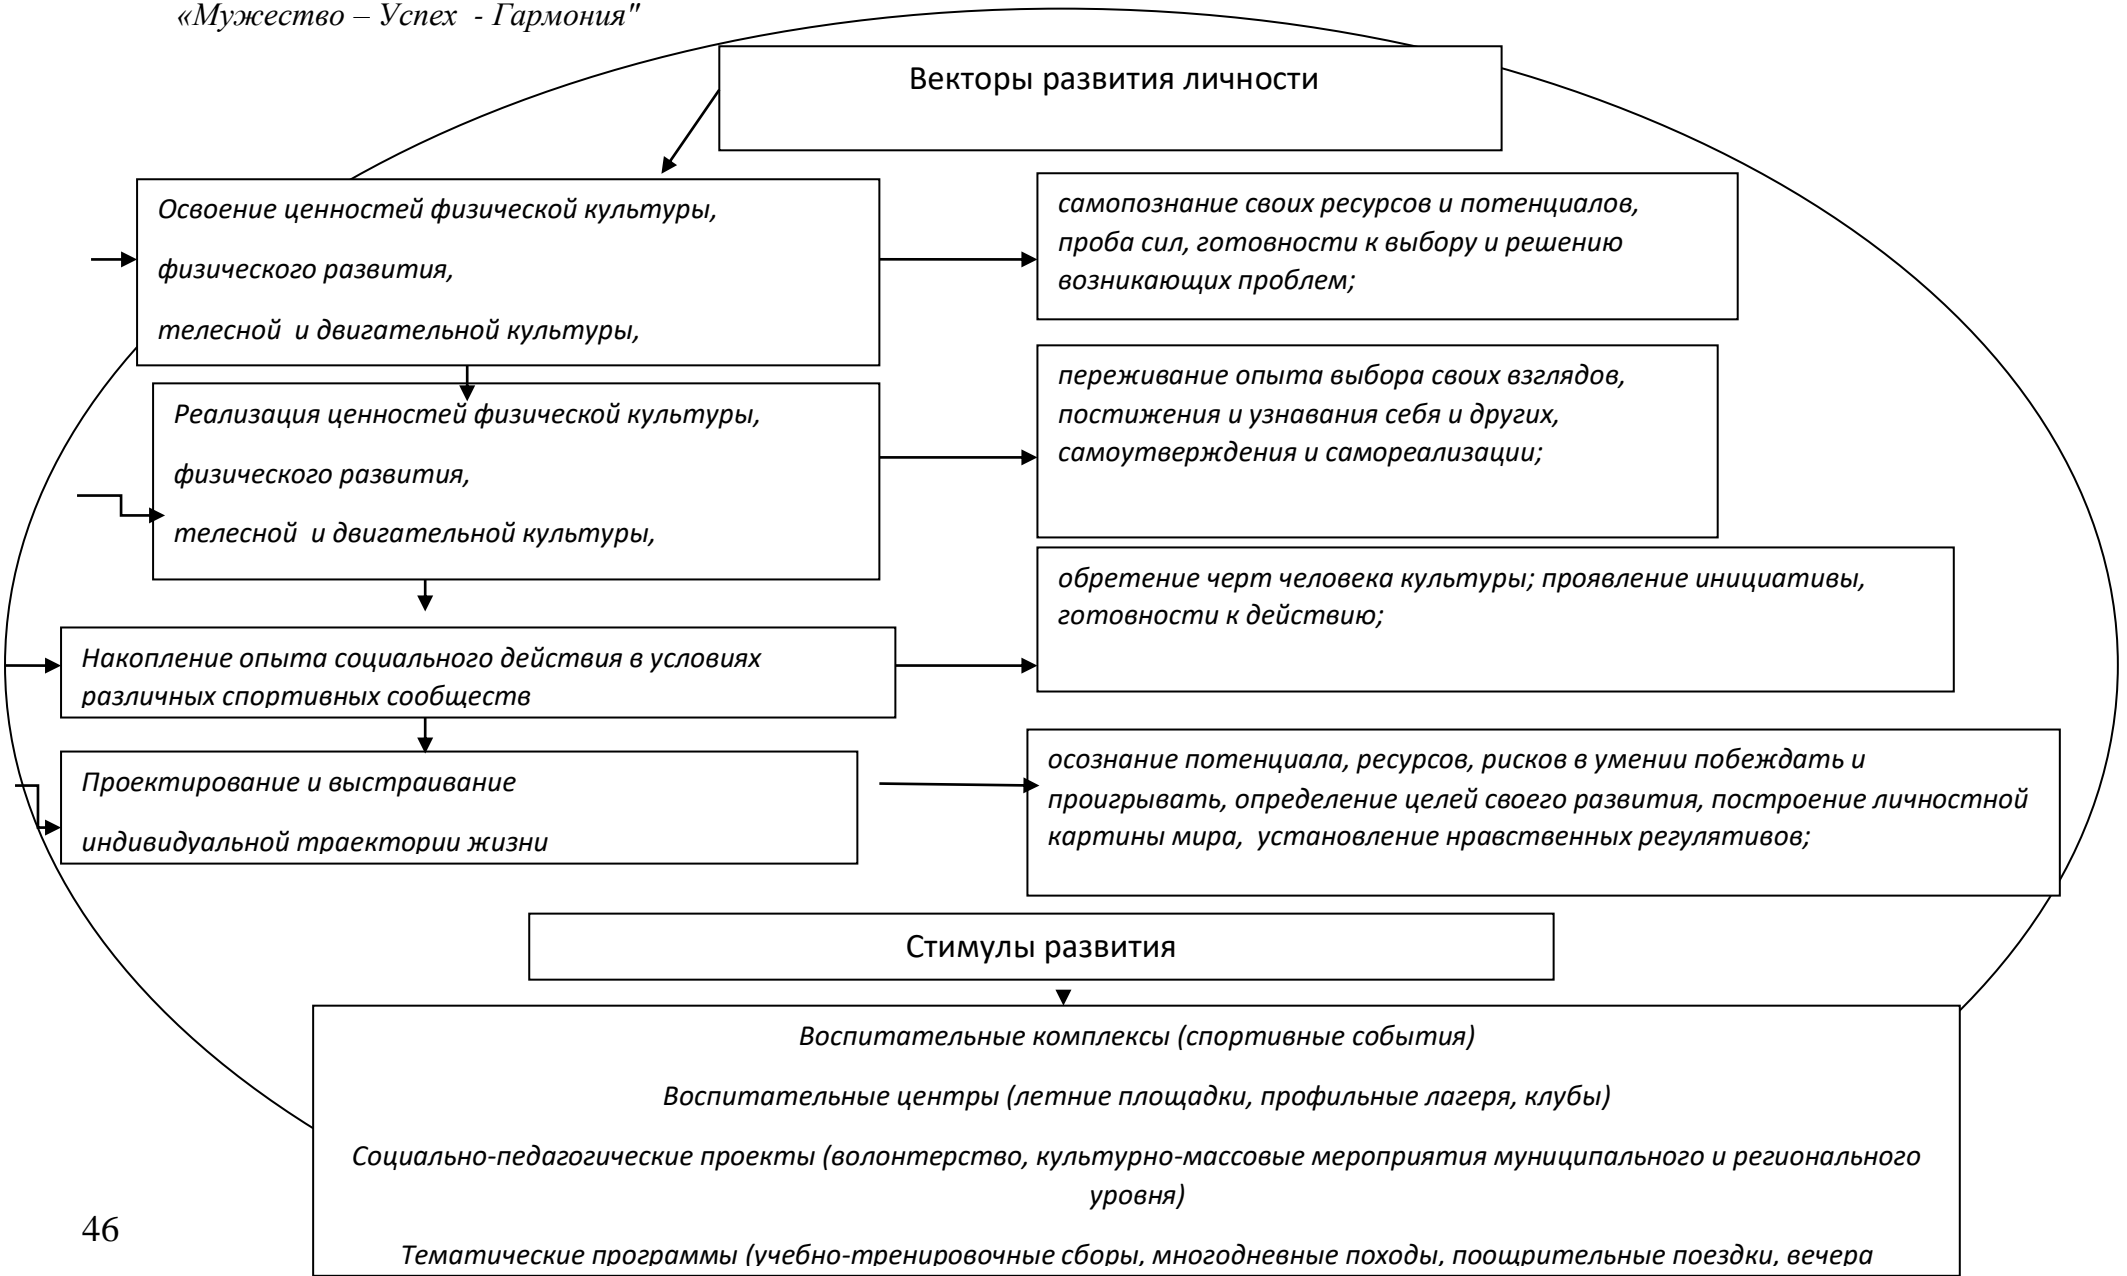 «Мужество – Успех - Гармония"
Векторы развития личности
Освоение ценностей физической культуры,
физического развития,
телесной и двигательной культуры,
самопознание своих ресурсов и потенциалов,
проба сил, готовности к выбору и решению
возникающих проблем;
Реализация ценностей физической культуры,
физического развития,
телесной и двигательной культуры,
переживание опыта выбора своих взглядов,
постижения и узнавания себя и других,
самоутверждения и самореализации;
Накопление опыта социального действия в условиях
различных спортивных сообществ
обретение черт человека культуры; проявление инициативы,
готовности к действию;
Проектирование и выстраивание
индивидуальной траектории жизни
осознание потенциала, ресурсов, рисков в умении побеждать и
проигрывать, определение целей своего развития, построение личностной
картины мира, установление нравственных регулятивов;
Стимулы развития
Воспитательные комплексы (спортивные события)
Воспитательные центры (летние площадки, профильные лагеря, клубы)
Социально-педагогические проекты (волонтерство, культурно-массовые мероприятия муниципального и регионального
уровня)
Тематические программы (учебно-тренировочные сборы, многодневные походы, поощрительные поездки, вечера
46